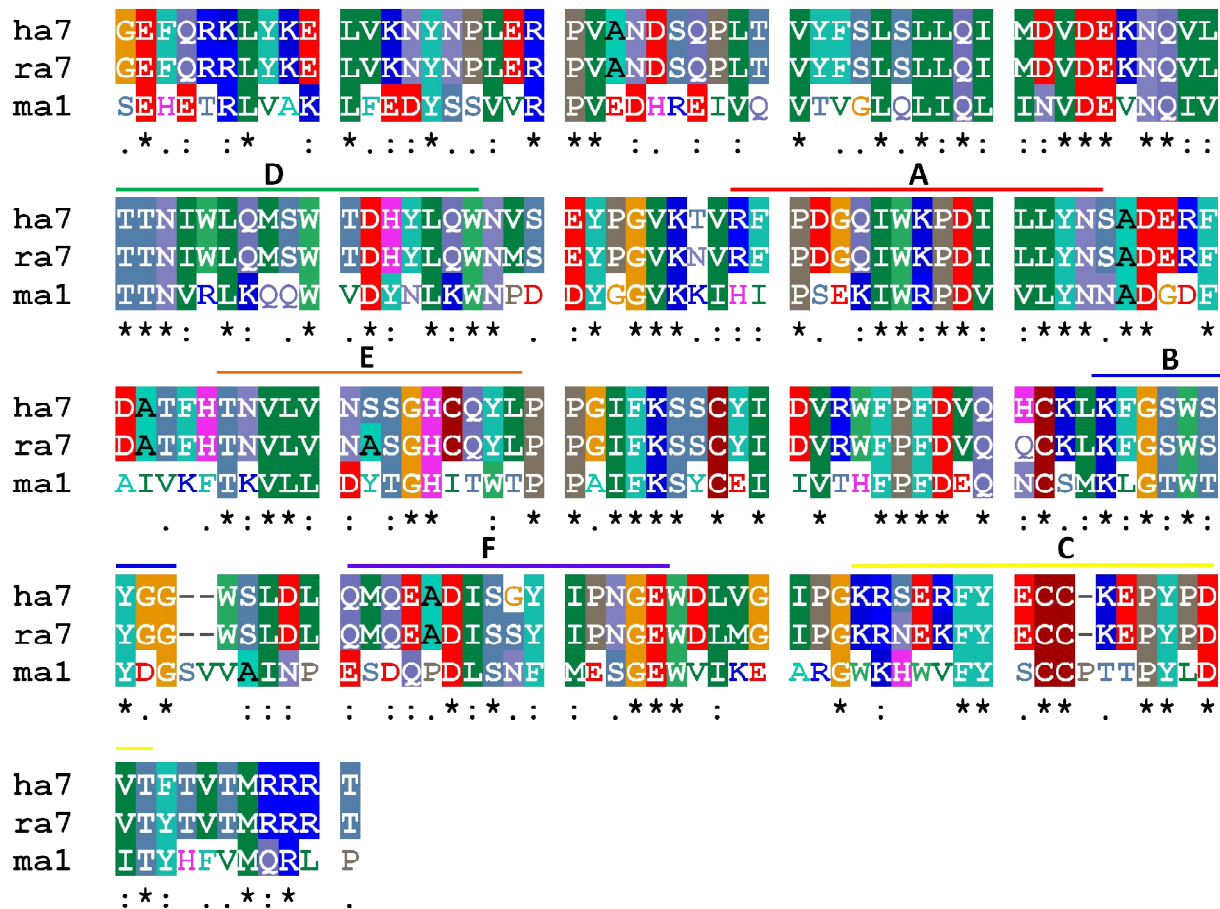 ha7 GEFQRKLYKE LVKNYNPLER PVANDSQPLT VYFSLSLLQI MDVDEKNQVL
ra7 GEFQRRLYKE LVKNYNPLER PVANDSQPLT VYFSLSLLQI MDVDEKNQVL
ma1 SEHETRLVAK LFEDYSSVVR PVEDHREIVQ VTVGLQLIQL INVDEVNQIV
.*: :* : *.::*..:* ** :. : : * ..*:*:**: ::***.**::
D A
ha7 TTNIWLQMSW TDHYLQWNVS EYPGVKTVRF PDGQIWKPDI LLYNSADERF
ra7 TTNIWLQMSW TDHYLQWNMS EYPGVKNVRF PDGQIWKPDI LLYNSADERF
ma1 TTNVRLKQQW VDYNLKWNPD DYGGVKKIHI PSEKIWRPDV VLYNNADGDF
***: *: .* .*: *:** . :* *** ::: *. :**:**: :***.** *
E B
ha7 DATFHTNVLV NSSGHCQYLP PGIFKSSCYI DVRWFPFDVQ HCKLKFGSWS
ra7 DATFHTNVLV NASGHCQYLP PGIFKSSCYI DVRWFPFDVQ QCKLKFGSWS
ma1 AIVKFTKVLL DYTGHITWTP PAIFKSYCEI IVTHFPFDEQ NCSMKLGTWT
. .*:**: : :** : * *.**** * * * **** * :*.:*:*:*:
F C
ha7 YGG--WSLDL QMQEADISGY IPNGEWDLVG IPGKRSERFY ECC-KEPYPD
ra7 YGG--WSLDL QMQEADISSY IPNGEWDLMG IPGKRNEKFY ECC-KEPYPD
ma1 YDGSVVAINP ESDQPDLSNF MESGEWVIKE ARGWKHWVFY SCCPTTPYLD
*.* ::: : ::.*:*.: : .*** : * : ** .** . ** *
ha7 VTFTVTMRRR T
ra7 VTYTVTMRRR T
ma1 ITYHFVMQRL P
:*: ..*:* .